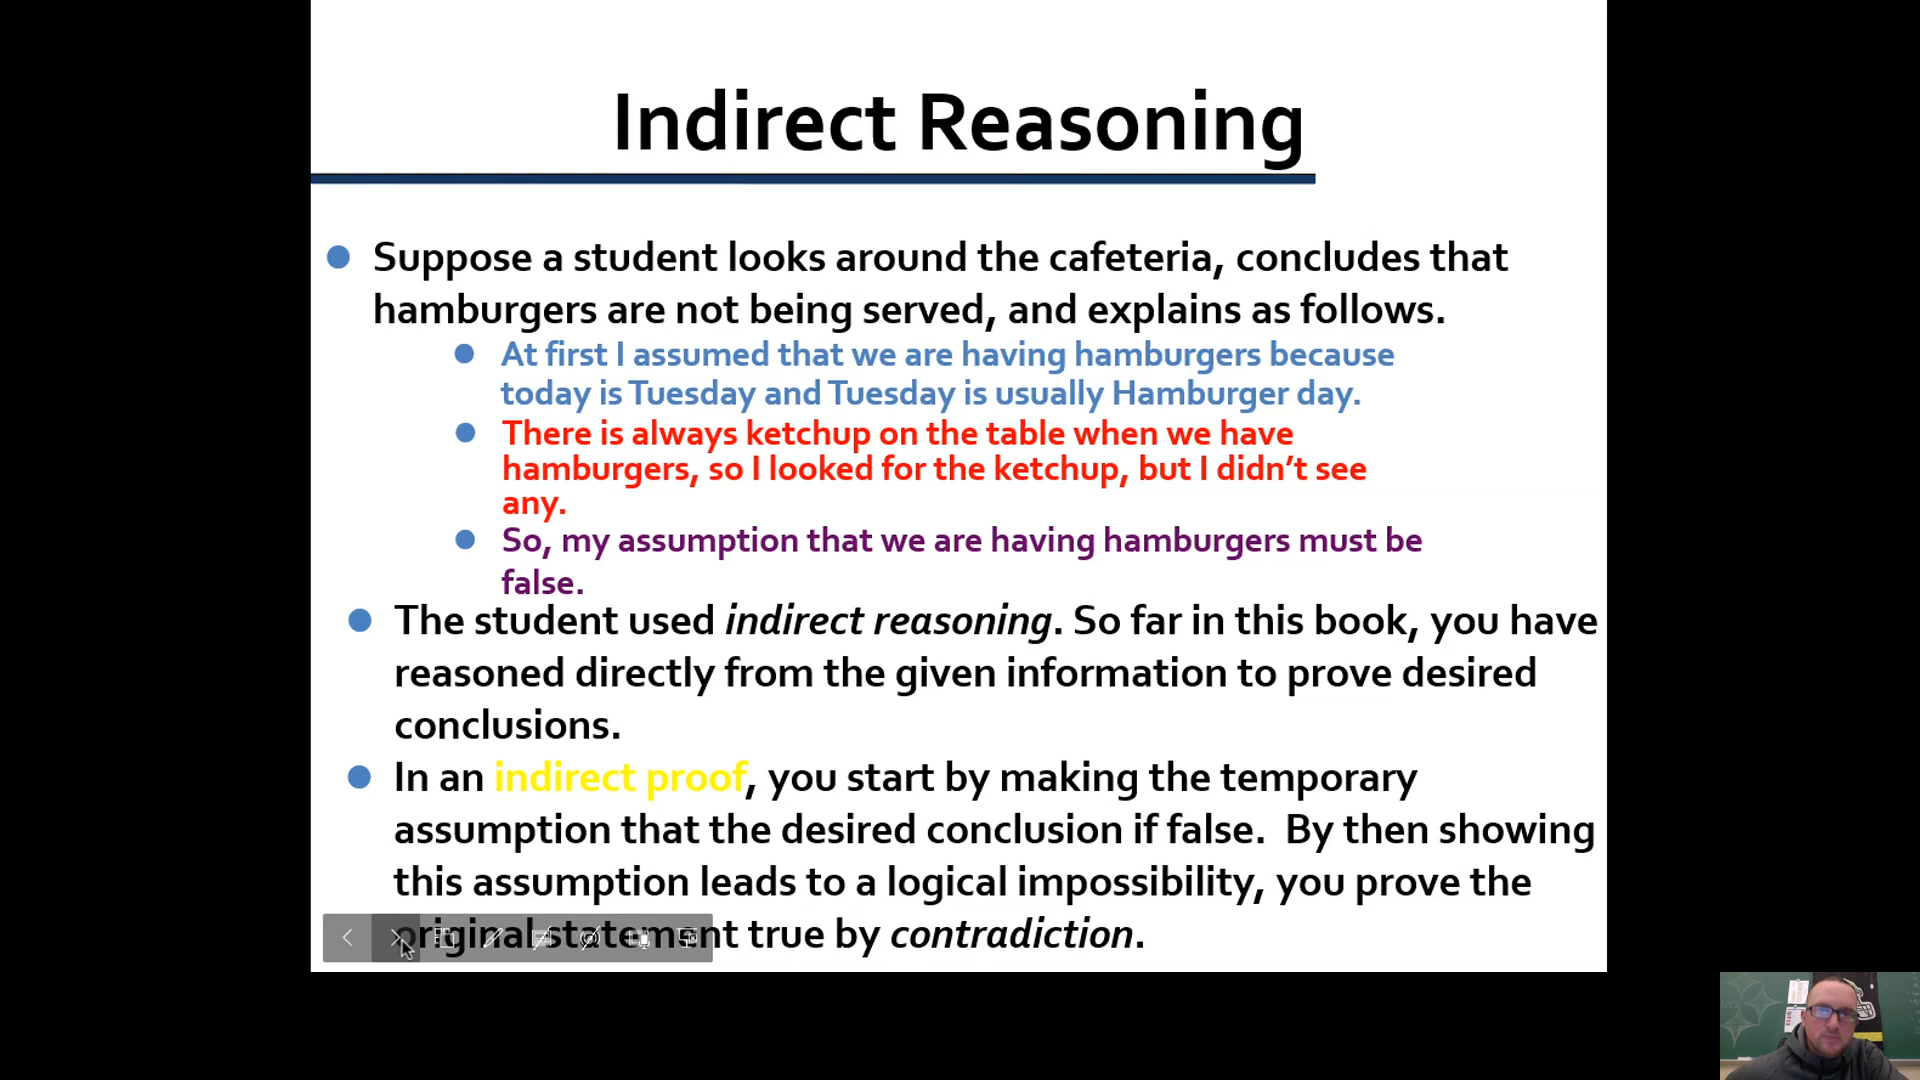 Indirect Reasoning
Suppose a student looks around the cafeteria, concludes that
hamburgers are not being served, and explains as follows.
At first I assumed that we are having hamburgers because
today is Tuesday and Tuesday is usually Hamburger day.
There is always ketchup on the table when we have
hamburgers, so I looked for the ketchup, but I didn't see
any.
So, my assumption that we are having hamburgers must be
false.
The student used indirect reasoning. So far in this book, you have
reasoned directly from the given information to prove desired
conclusions.
In an indirect proof, you start by making the temporary
assumption that the desired conclusion if false. By then showing
this assumption leads to a logical impossibility, you prove the
original statement true by contradiction.